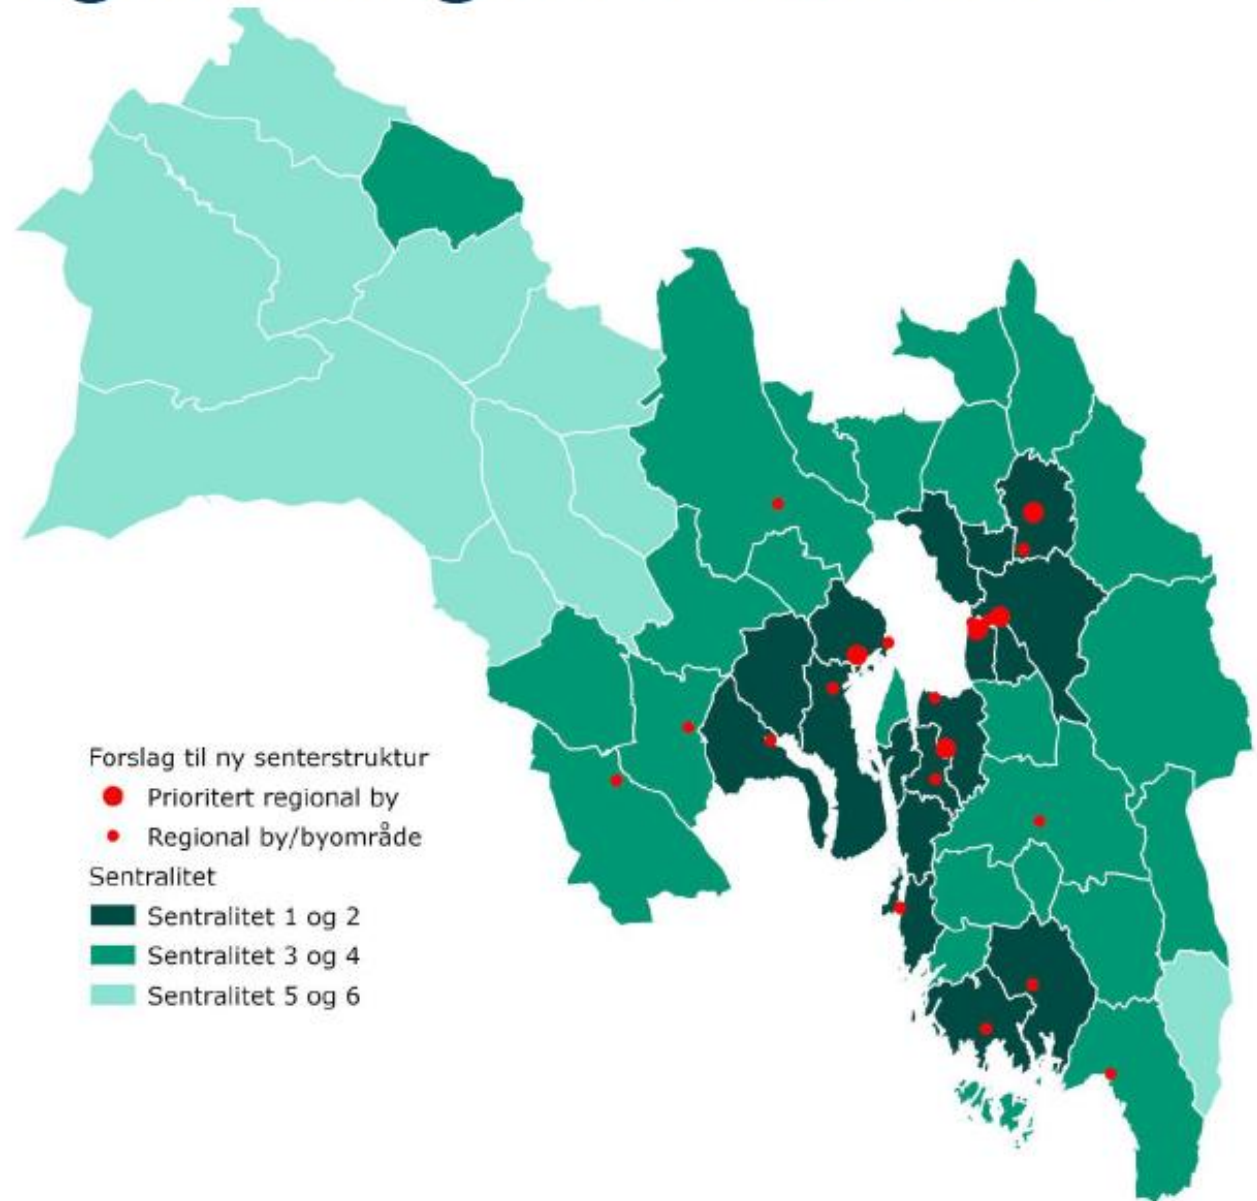 Forslag til ny senterstruktur
Prioritert regional by
Regional by/byområde
Sentralitet
Sentralitet 1 og 2
Sentralitet 3 og 4
Sentralitet 5 og 6